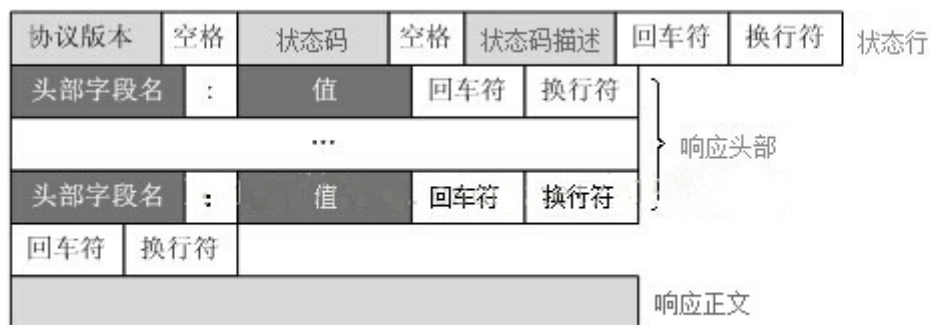 协议版本 空格 状态码 空格 状态码描述 回车符 换行符 状态行
头部字段名 : 值 回车符 换行符
… 响应头部
头部字段名 : 值 回车符 换行符
回车符 换行符
响应正文